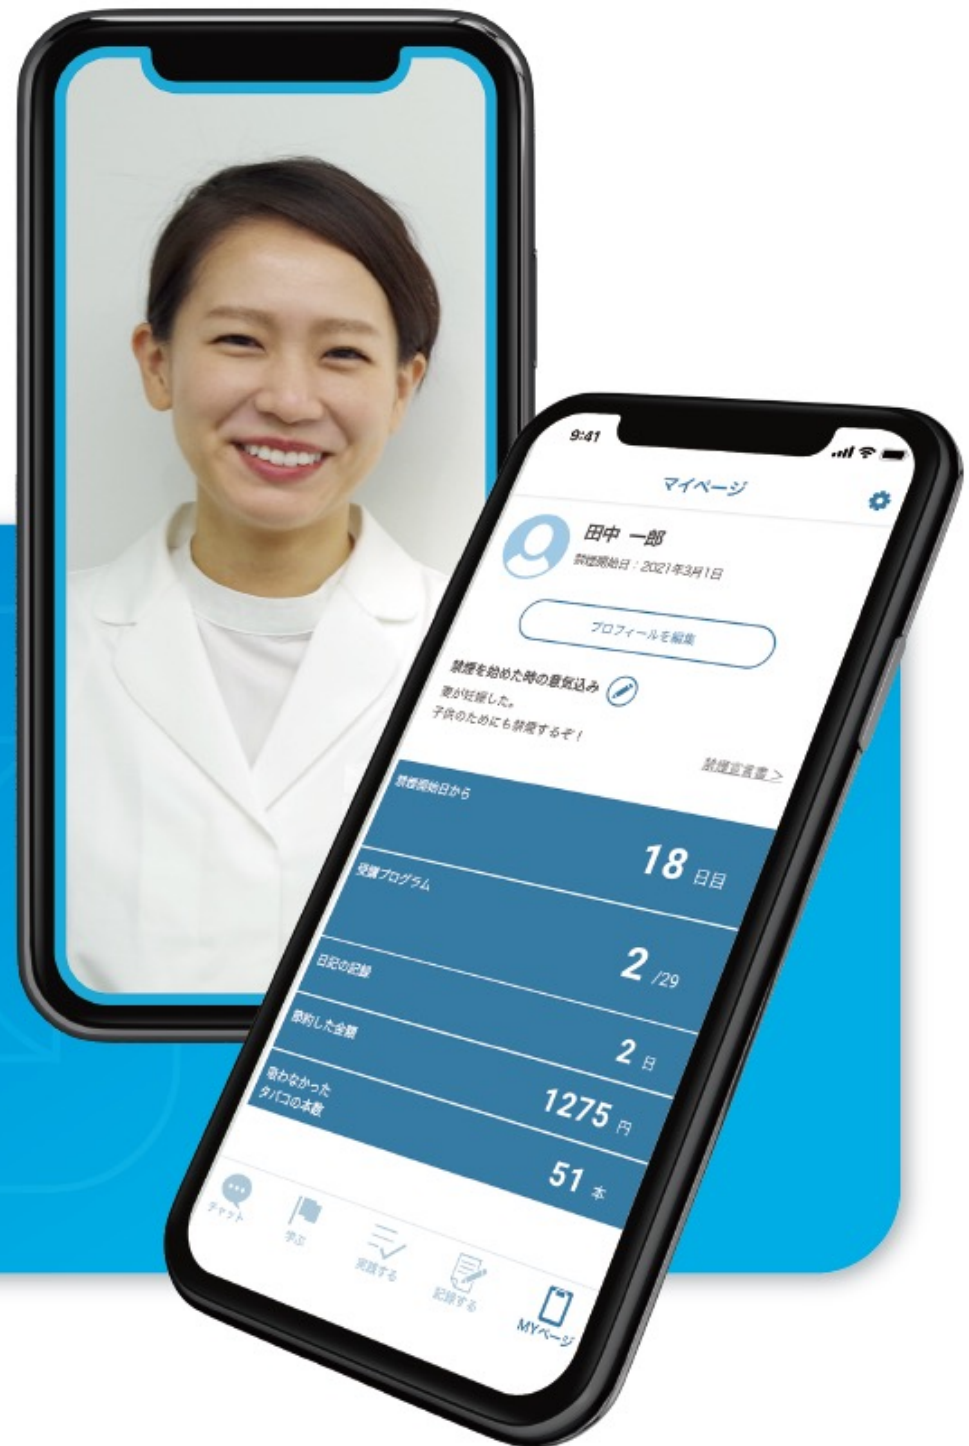 9:41
マイページ
田中 一郎
禁煙開始日：2021年3月1日
プロフィールを編集
禁煙を始めた時の意気込み
妻が妊娠した。
子供のためにも禁煙するぞ！
禁煙宣言書 >
禁煙開始日から
18 日目
受講プログラム
2 /29
日記の記録
2 日
節約した金額
1275 円
吸わなかった
タバコの本数
51 本
チャット
学ぶ
実践する
記録する
MYページ